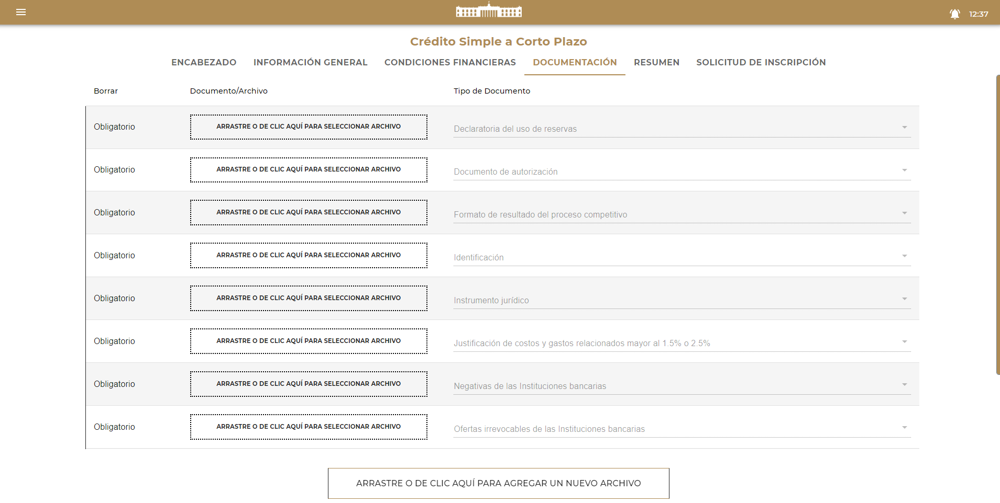 12:37
Crédito Simple a Corto Plazo
ENCABEZADO INFORMACIÓN GENERAL CONDICIONES FINANCIERAS DOCUMENTACIÓN RESUMEN SOLICITUD DE INSCRIPCIÓN
Borrar Documento/Archivo Tipo de Documento
Obligatorio ARRASTRE O DE CLIC AQUÍ PARA SELECCIONAR ARCHIVO Declaratoria del uso de reservas
Obligatorio ARRASTRE O DE CLIC AQUÍ PARA SELECCIONAR ARCHIVO Documento de autorización
Obligatorio ARRASTRE O DE CLIC AQUÍ PARA SELECCIONAR ARCHIVO Formato de resultado del proceso competitivo
Obligatorio ARRASTRE O DE CLIC AQUÍ PARA SELECCIONAR ARCHIVO Identificación
Obligatorio ARRASTRE O DE CLIC AQUÍ PARA SELECCIONAR ARCHIVO Instrumento jurídico
Obligatorio ARRASTRE O DE CLIC AQUÍ PARA SELECCIONAR ARCHIVO Justificación de costos y gastos relacionados mayor al 1.5% o 2.5%
Obligatorio ARRASTRE O DE CLIC AQUÍ PARA SELECCIONAR ARCHIVO Negativas de las Instituciones bancarias
Obligatorio ARRASTRE O DE CLIC AQUÍ PARA SELECCIONAR ARCHIVO Ofertas irrevocables de las Instituciones bancarias
ARRASTRE O DE CLIC AQUÍ PARA AGREGAR UN NUEVO ARCHIVO